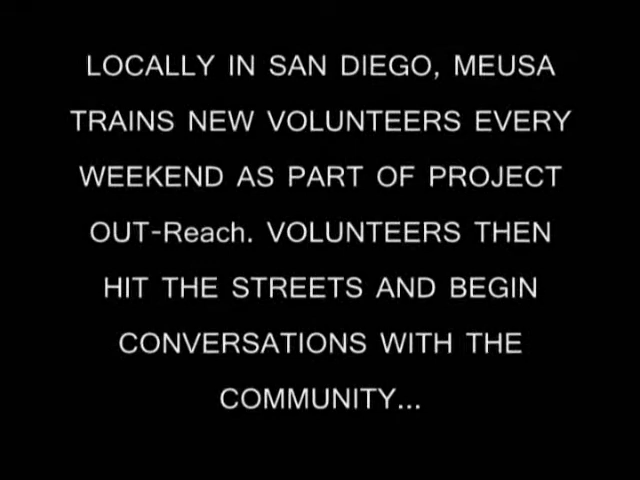 LOCALLY IN SAN DIEGO, MEUSA
TRAINS NEW VOLUNTEERS EVERY
WEEKEND AS PART OF PROJECT
OUT-Reach. VOLUNTEERS THEN
HIT THE STREETS AND BEGIN
CONVERSATIONS WITH THE
COMMUNITY...